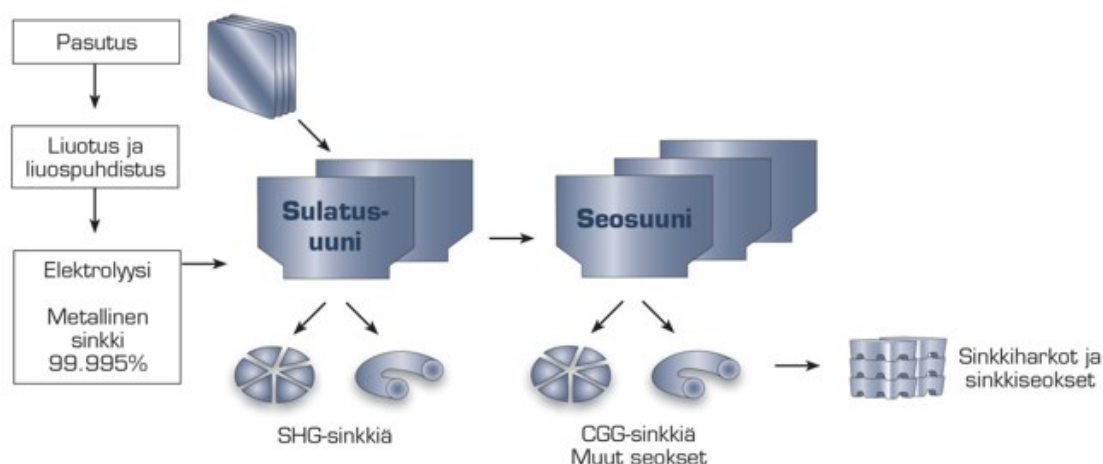 Pasutus
Liuotus ja
liuospuhdistus
Elektrolyysi
Metallinen
sinkki
99.995%
Sulatus-
uuni
SHG-sinkkiä
Seosuuni
CGG-sinkkiä
Muut seokset
Sinkkiharkot ja
sinkkiseokset